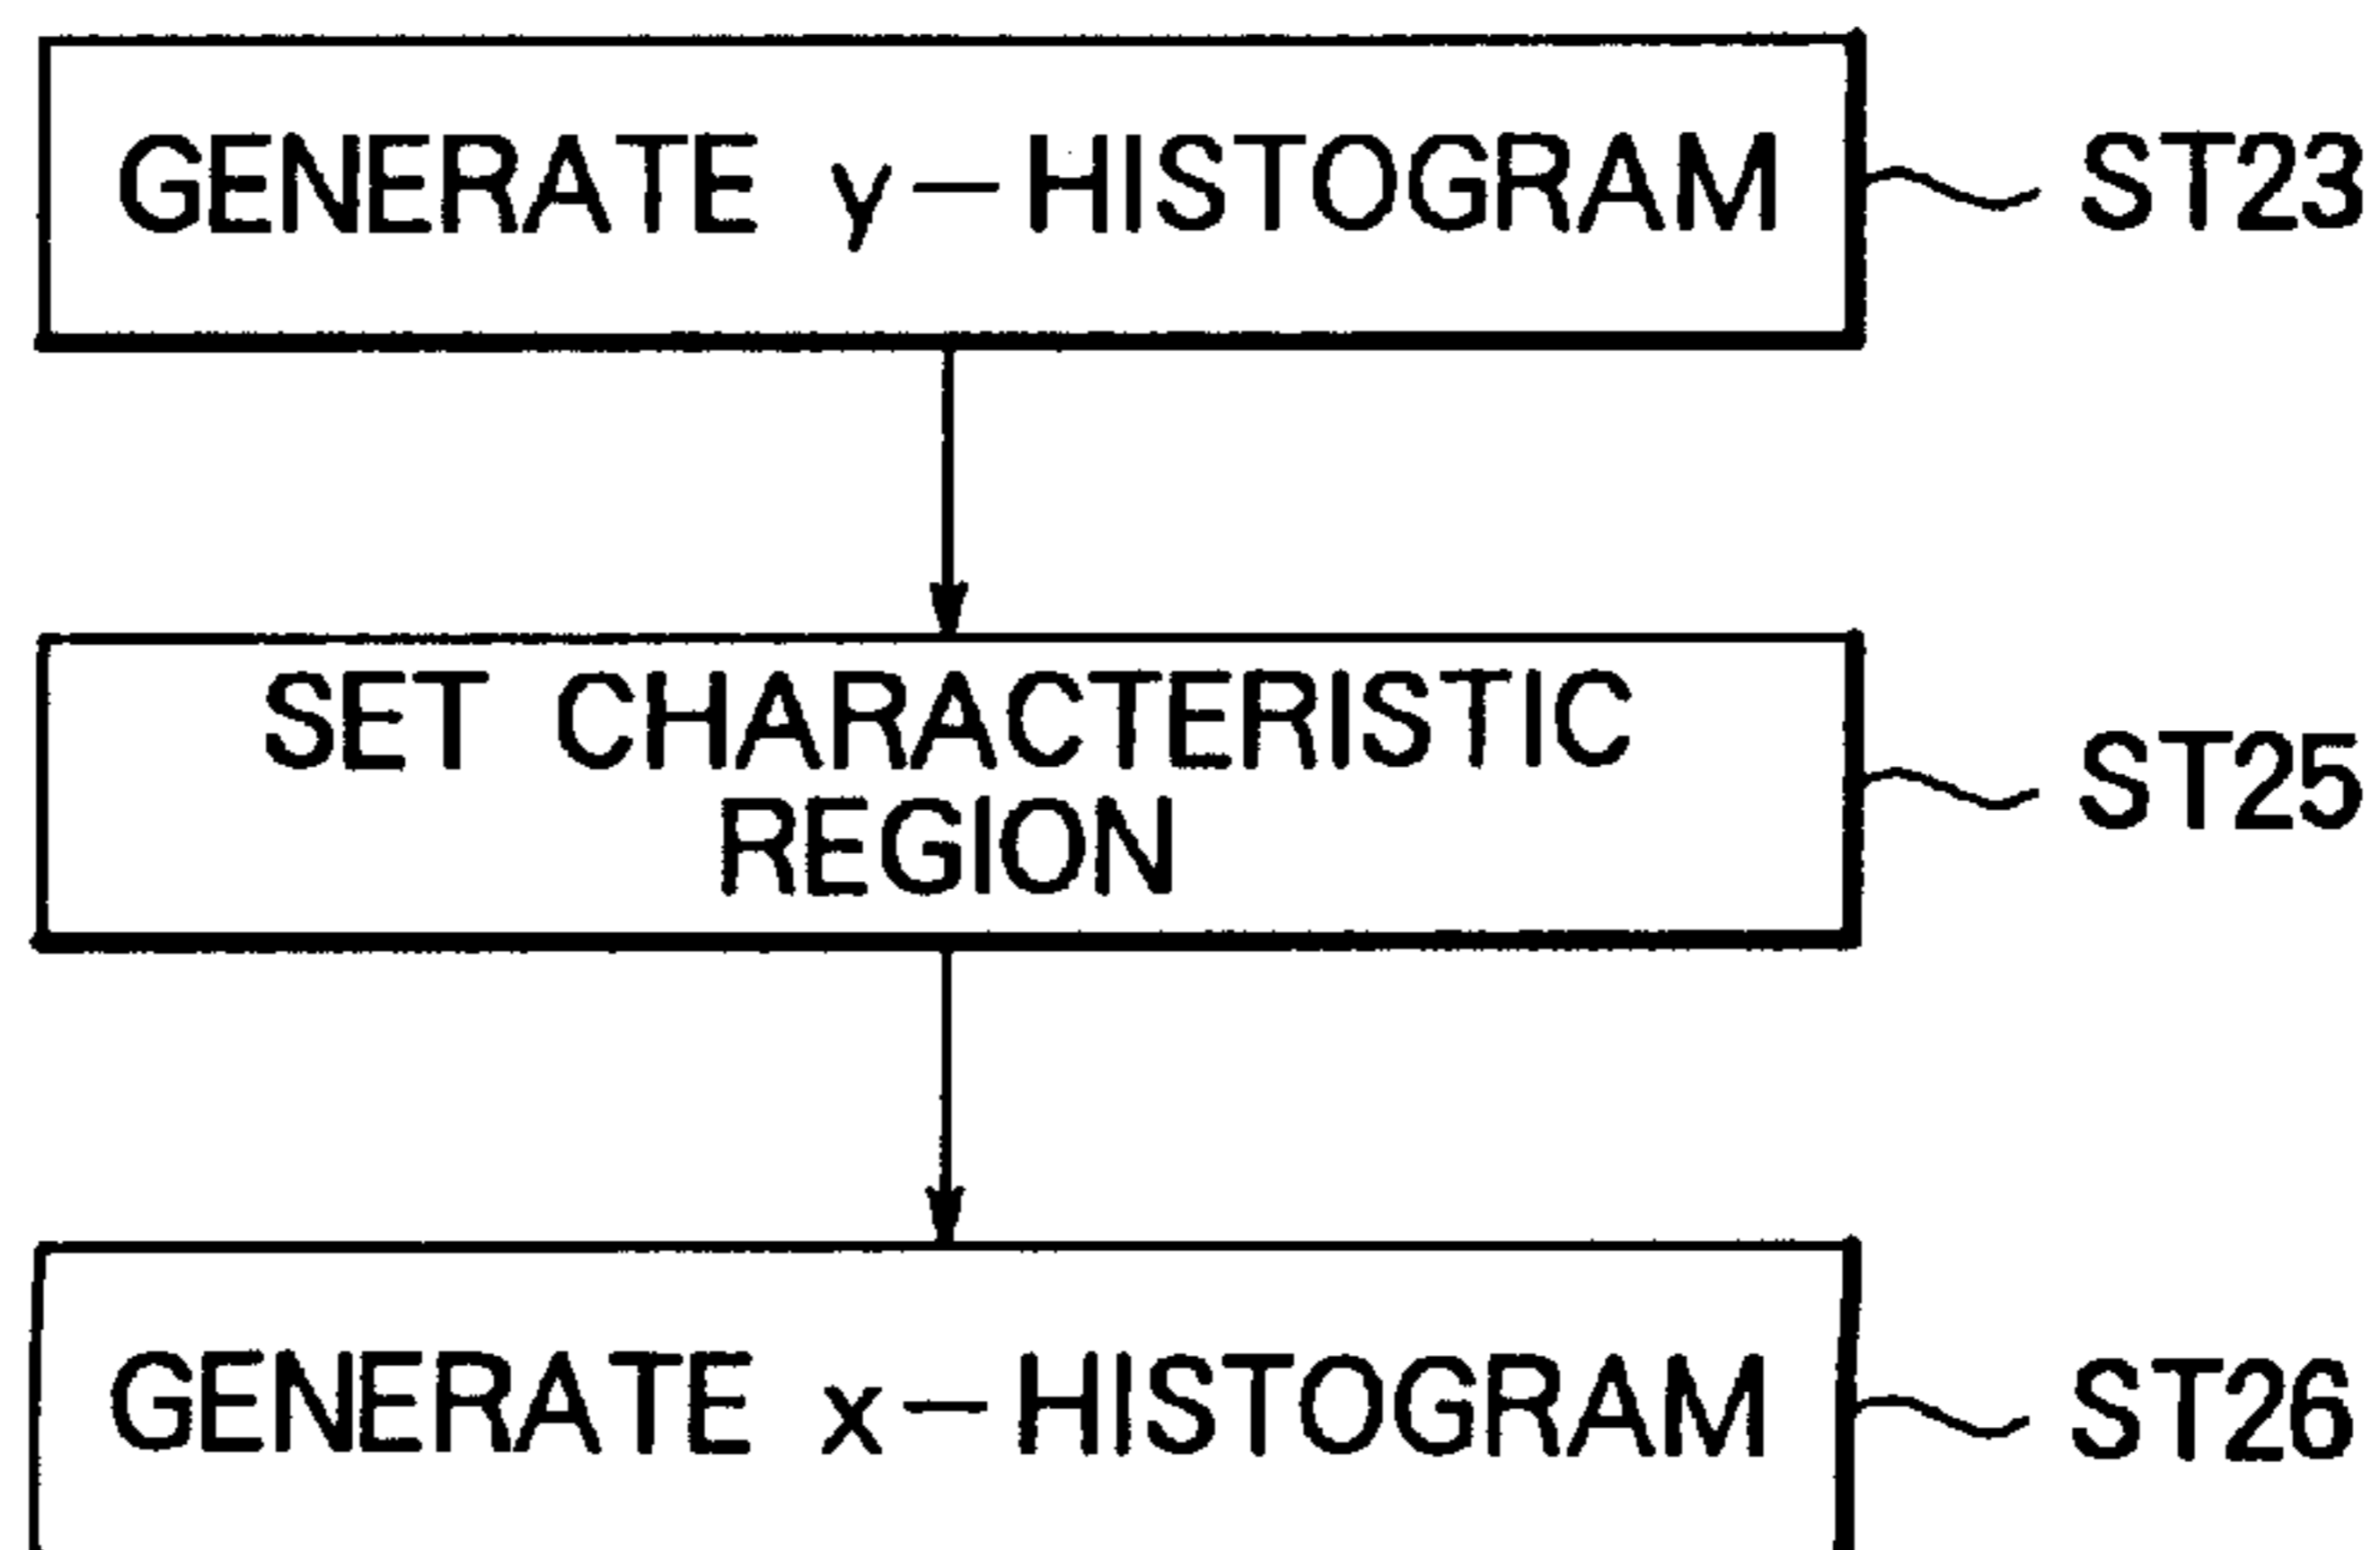 GENERATE y-HISTOGRAM ST23
SET CHARACTERISTIC
REGION
ST25
GENERATE x-HISTOGRAM ST26